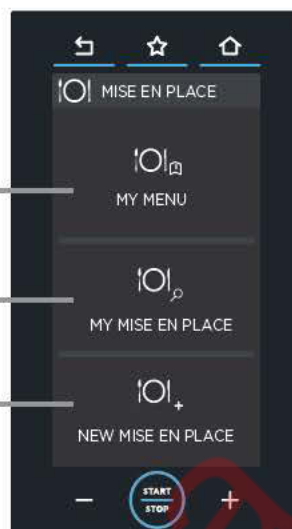 MISE EN PLACE
MY MENU
MY MISE EN PLACE
NEW MISE EN PLACE
START
STOP